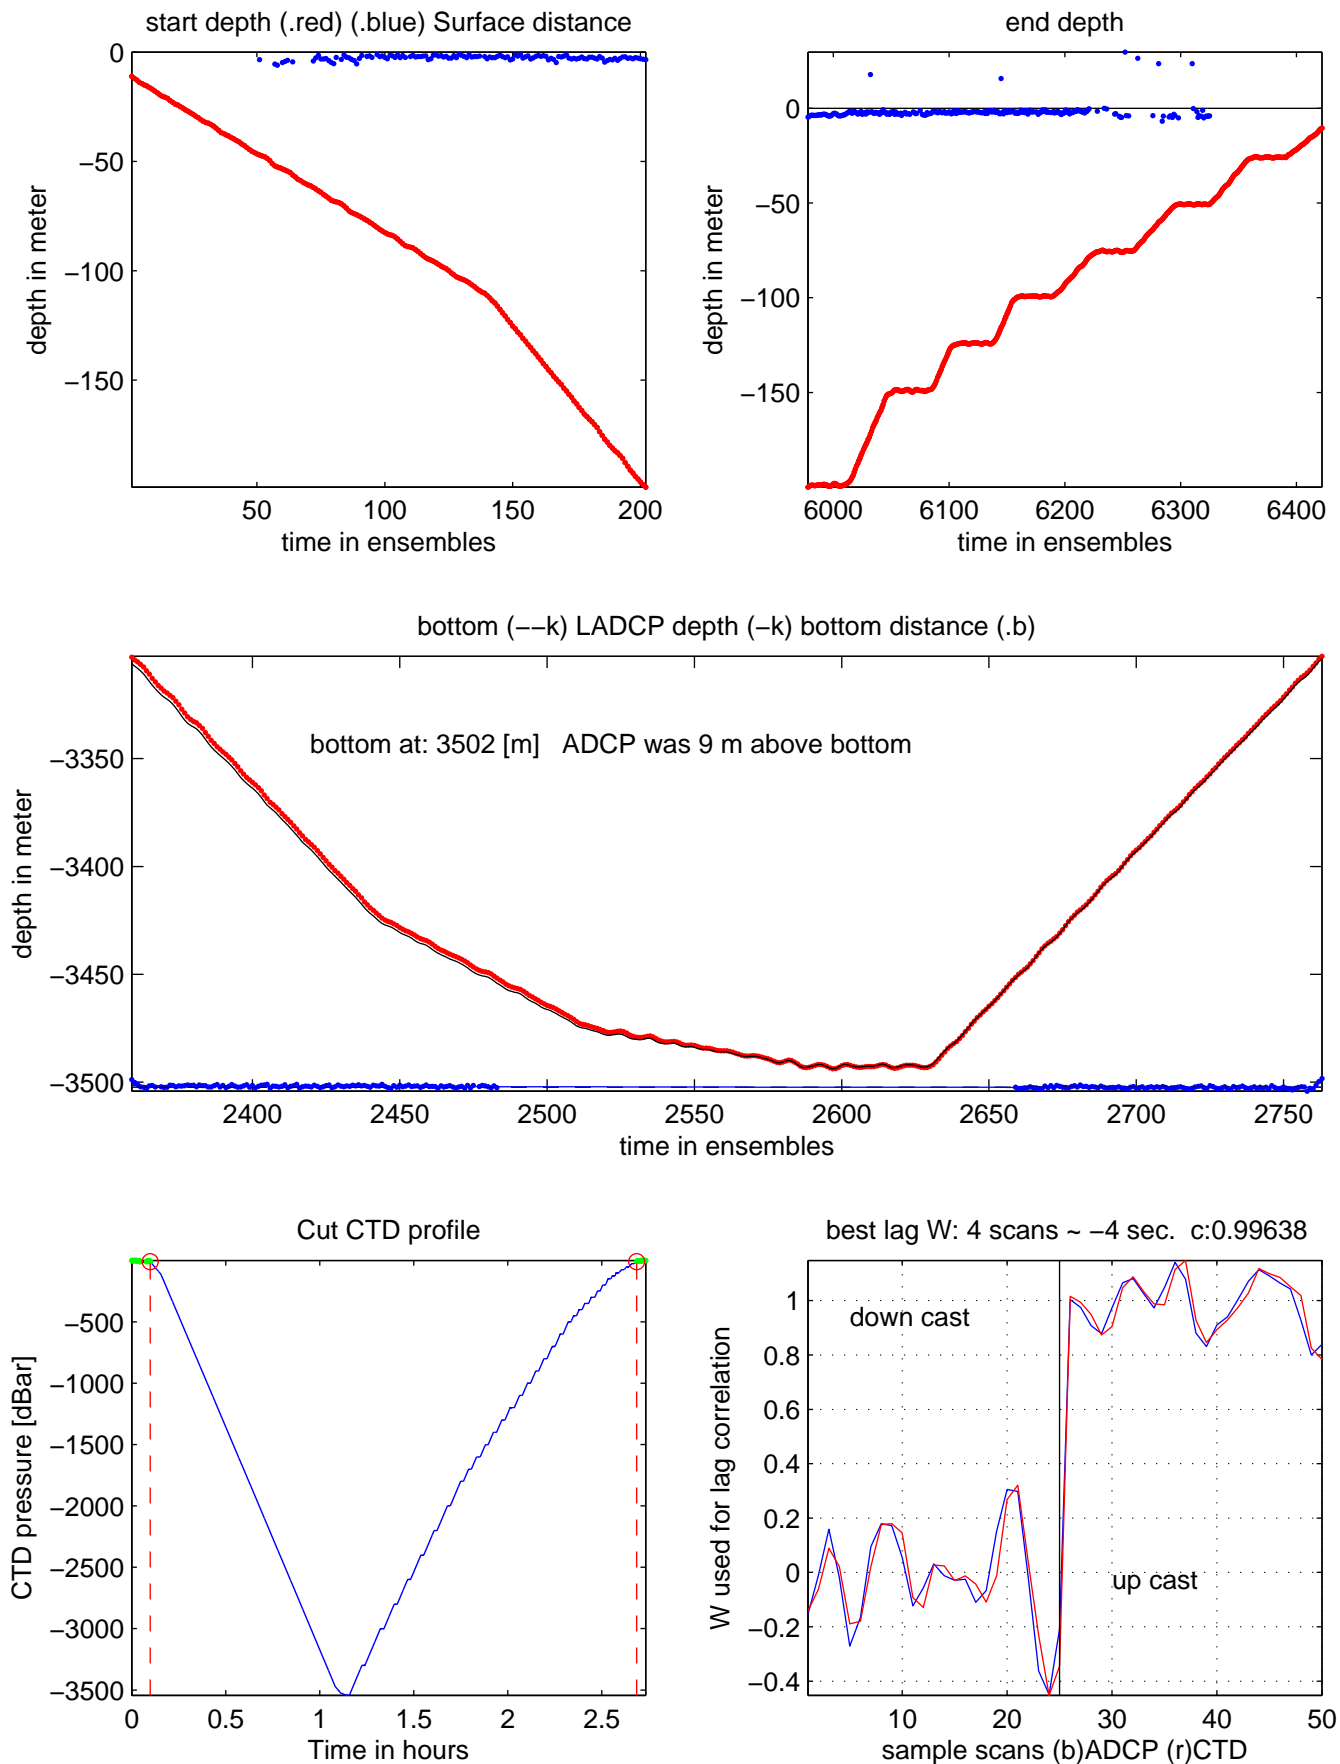 start depth (.red) (.blue) Surface distance
end depth
0
−50
−100
−150
depth in meter
50 100 150 200
time in ensembles
0
−50
−100
−150
depth in meter
6000 6100 6200 6300 6400
time in ensembles
bottom (−−k) LADCP depth (−k) bottom distance (.b)
bottom at: 3502 [m] ADCP was 9 m above bottom
−3350
−3400
−3450
−3500
depth in meter
2400 2450 2500 2550 2600 2650 2700 2750
time in ensembles
Cut CTD profile
−500
−1000
−1500
−2000
−2500
−3000
−3500
CTD pressure [dBar]
0 0.5 1 1.5 2 2.5
Time in hours
best lag W: 4 scans ~ −4 sec. c:0.99638
down cast
up cast
1
0.8
0.6
0.4
0.2
0
−0.2
−0.4
W used for lag correlation
10 20 30 40 50
sample scans (b)ADCP (r)CTD